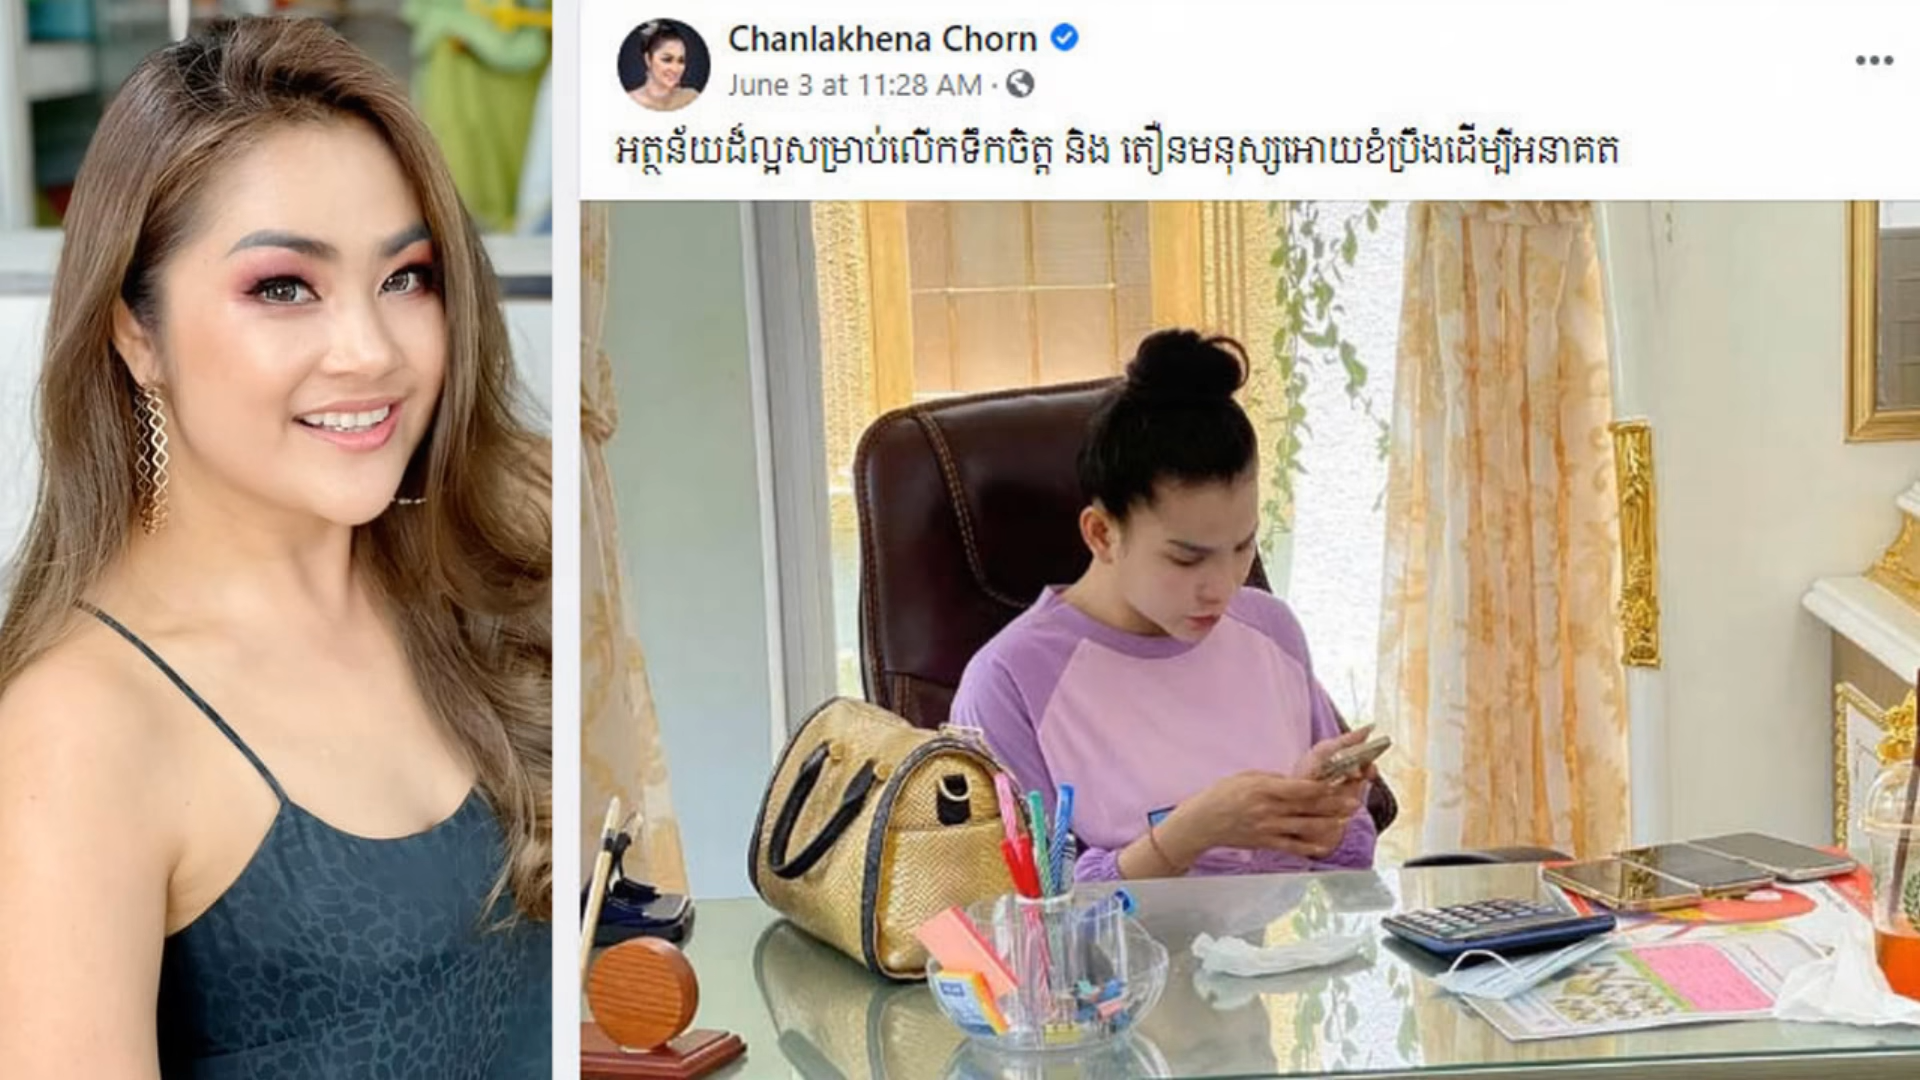 Chanlakhena Chorn
June 3 at 11:28 AM ·
អត្ថន័យដ៏ល្អសម្រាប់លើកទឹកចិត្ត និង តឿនមនុស្សអោយខំប្រឹងដើម្បីអនាគត